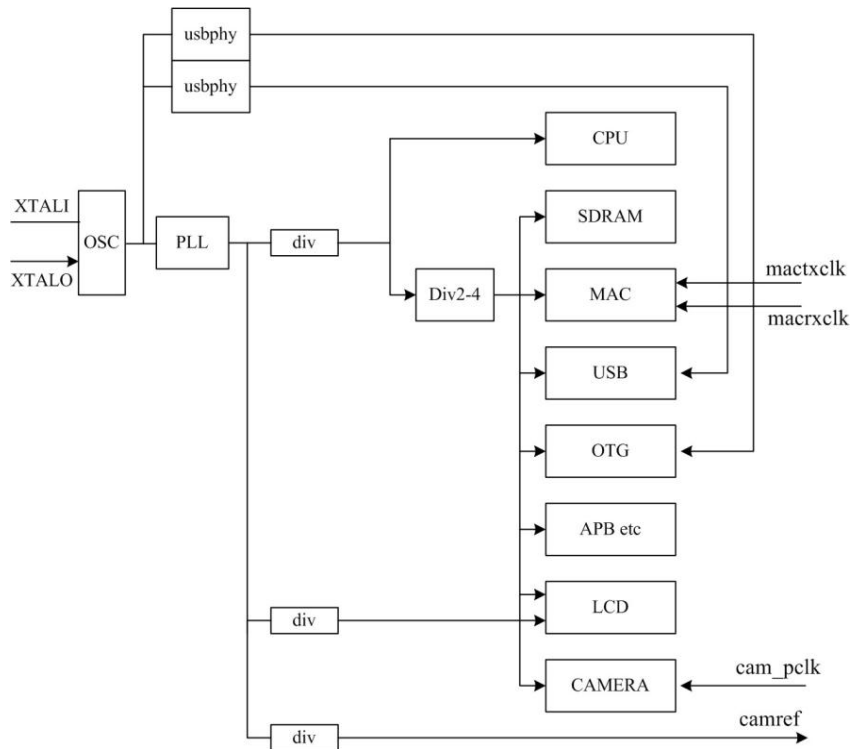 usbphy
usbphy
CPU
XTALI
SDRAM
OSC
PLL
div
mactxclk
XTALO
Div2-4
MAC
macrxclk
USB
OTG
APB etc
LCD
div
cam_pclk
CAMERA
camref
div